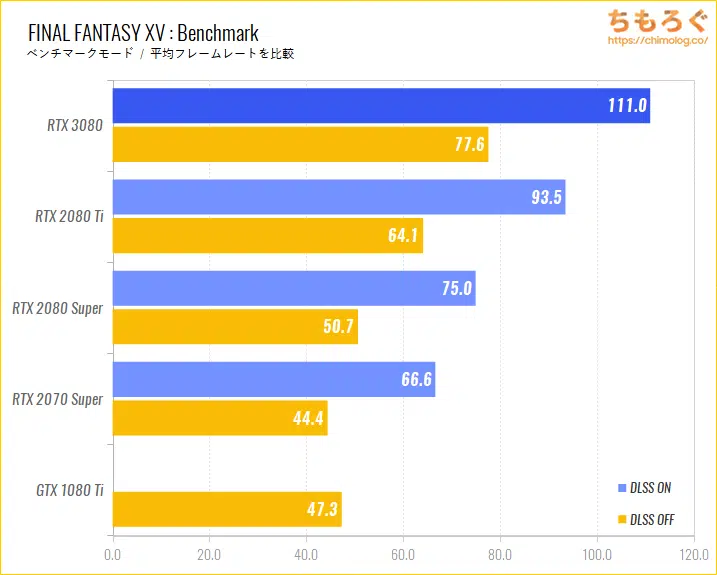 ちもろぐ
https://chimolog.co/
FINAL FANTASY XV : Benchmark
ベンチマークモード / 平均フレームレートを比較
RTX 3080
111.0
77.6
RTX 2080 Ti
93.5
64.1
RTX 2080 Super
75.0
50.7
RTX 2070 Super
66.6
44.4
GTX 1080 Ti
47.3
DLSS ON
DLSS OFF
0.0 20.0 40.0 60.0 80.0 100.0 120.0